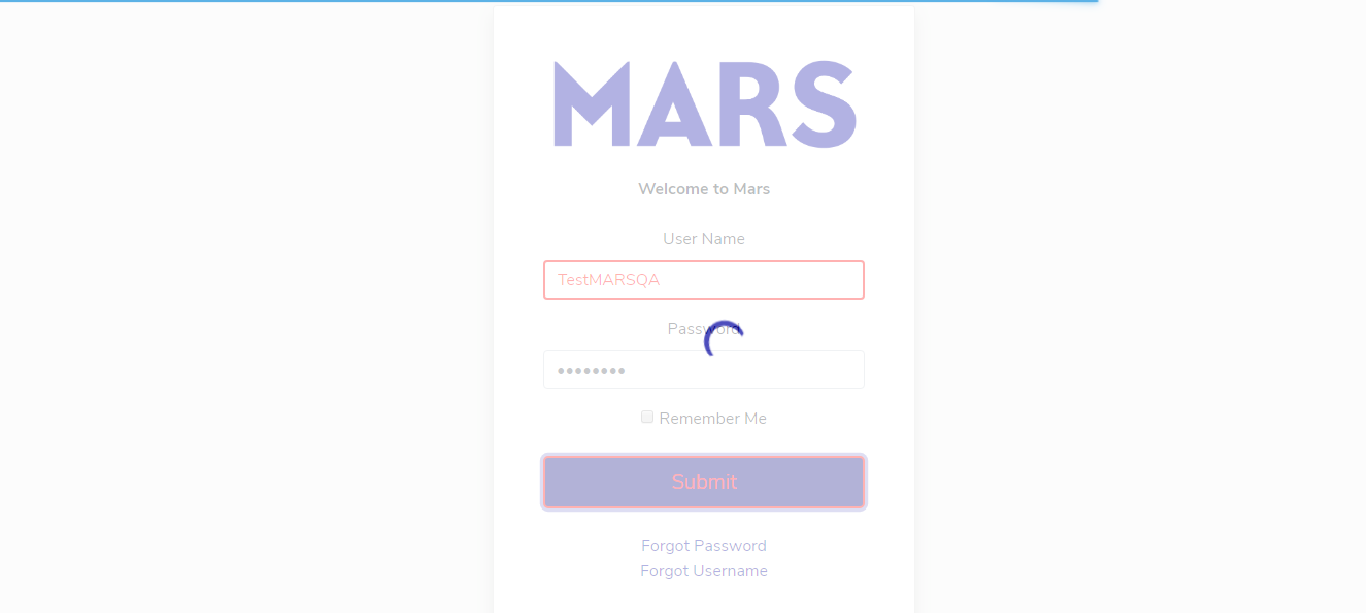 MARS
Welcome to Mars
User Name
TestMARSQA
Password
••••••••
Remember Me
Submit
Forgot Password
Forgot Username